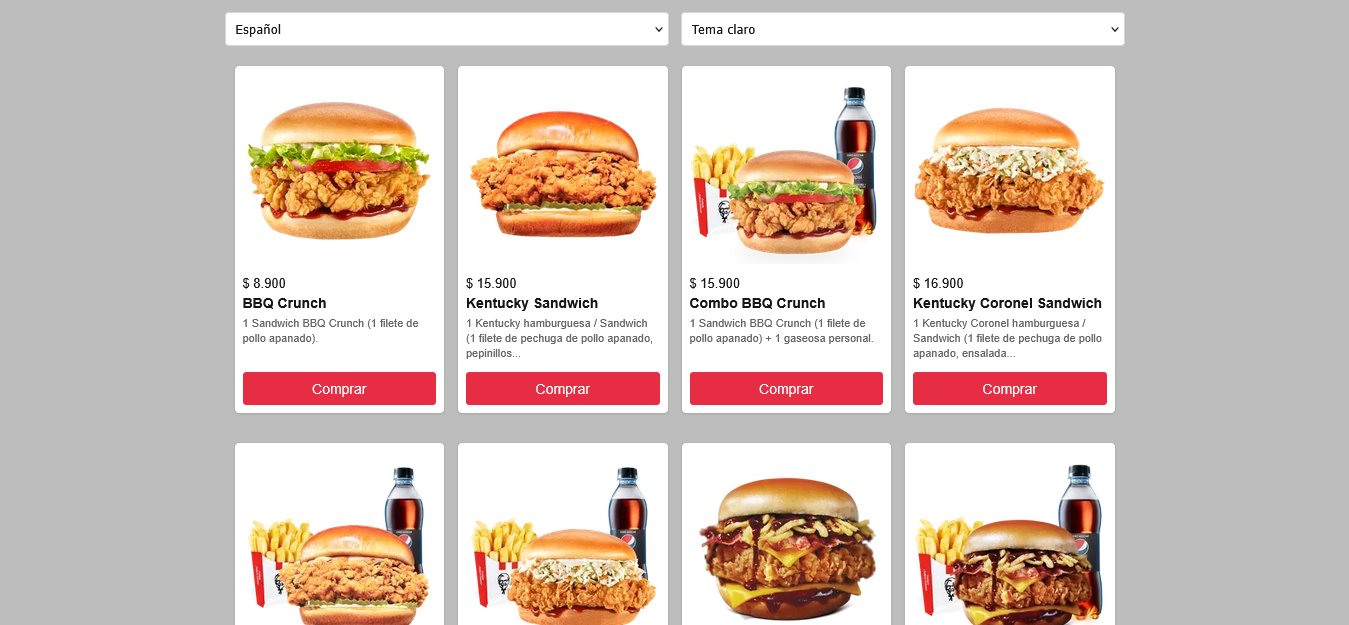 Español
Tema claro
$ 8.900
BBQ Crunch
1 Sandwich BBQ Crunch (1 filete de
pollo apanado).
Comprar
$ 15.900
Kentucky Sandwich
1 Kentucky hamburguesa / Sandwich
(1 filete de pechuga de pollo apanado,
pepinillos...
Comprar
$ 15.900
Combo BBQ Crunch
1 Sandwich BBQ Crunch (1 filete de
pollo apanado) + 1 gaseosa personal.
Comprar
$ 16.900
Kentucky Coronel Sandwich
1 Kentucky Coronel hamburguesa /
Sandwich (1 filete de pechuga de pollo
apanado, ensalada...
Comprar